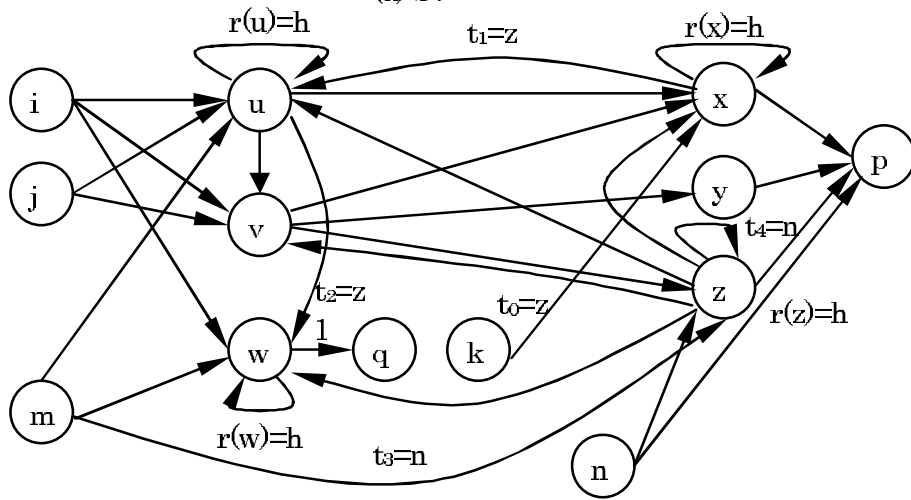 r(u)=h
t₁=z
r(x)=h
i
u
x
j
p
v
y
t₄=n
z
t₂=z
t₀=z
r(z)=h
1
w
q
k
m
r(w)=h
t₃=n
n